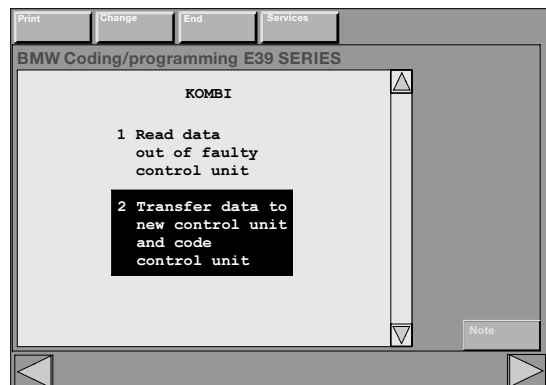 Print Change End Services
BMW Coding/programming E39 SERIES
KOMBI
1 Read data
out of faulty
control unit
2 Transfer data to
new control unit
and code
control unit
Note